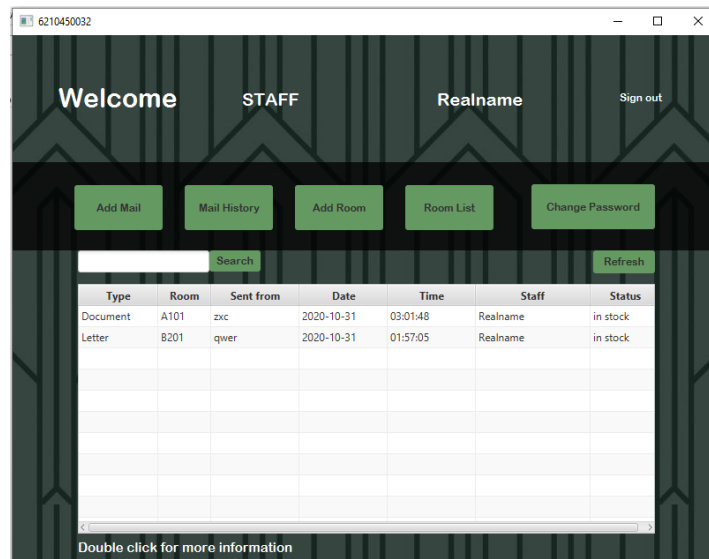 6210450032
Welcome STAFF Realname Sign out
Add Mail Mail History Add Room Room List Change Password
Search Refresh
Type Room Sent from Date Time Staff Status
Document A101 zxc 2020-10-31 03:01:48 Realname in stock
Letter B201 qwer 2020-10-31 01:57:05 Realname in stock
Double click for more information